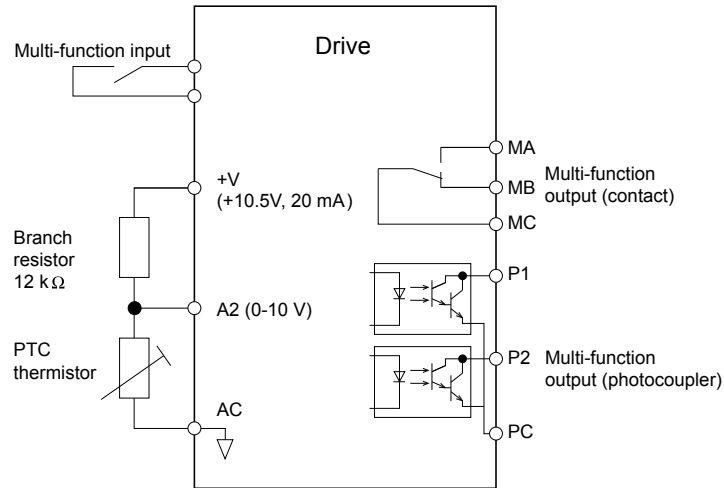 Drive
Multi-function input
+V
(+10.5V, 20 mA)
Branch
resistor
12 kΩ
A2 (0-10 V)
PTC
thermistor
AC
MA
MB
MC
Multi-function
output (contact)
P1
P2
PC
Multi-function
output (photocoupler)